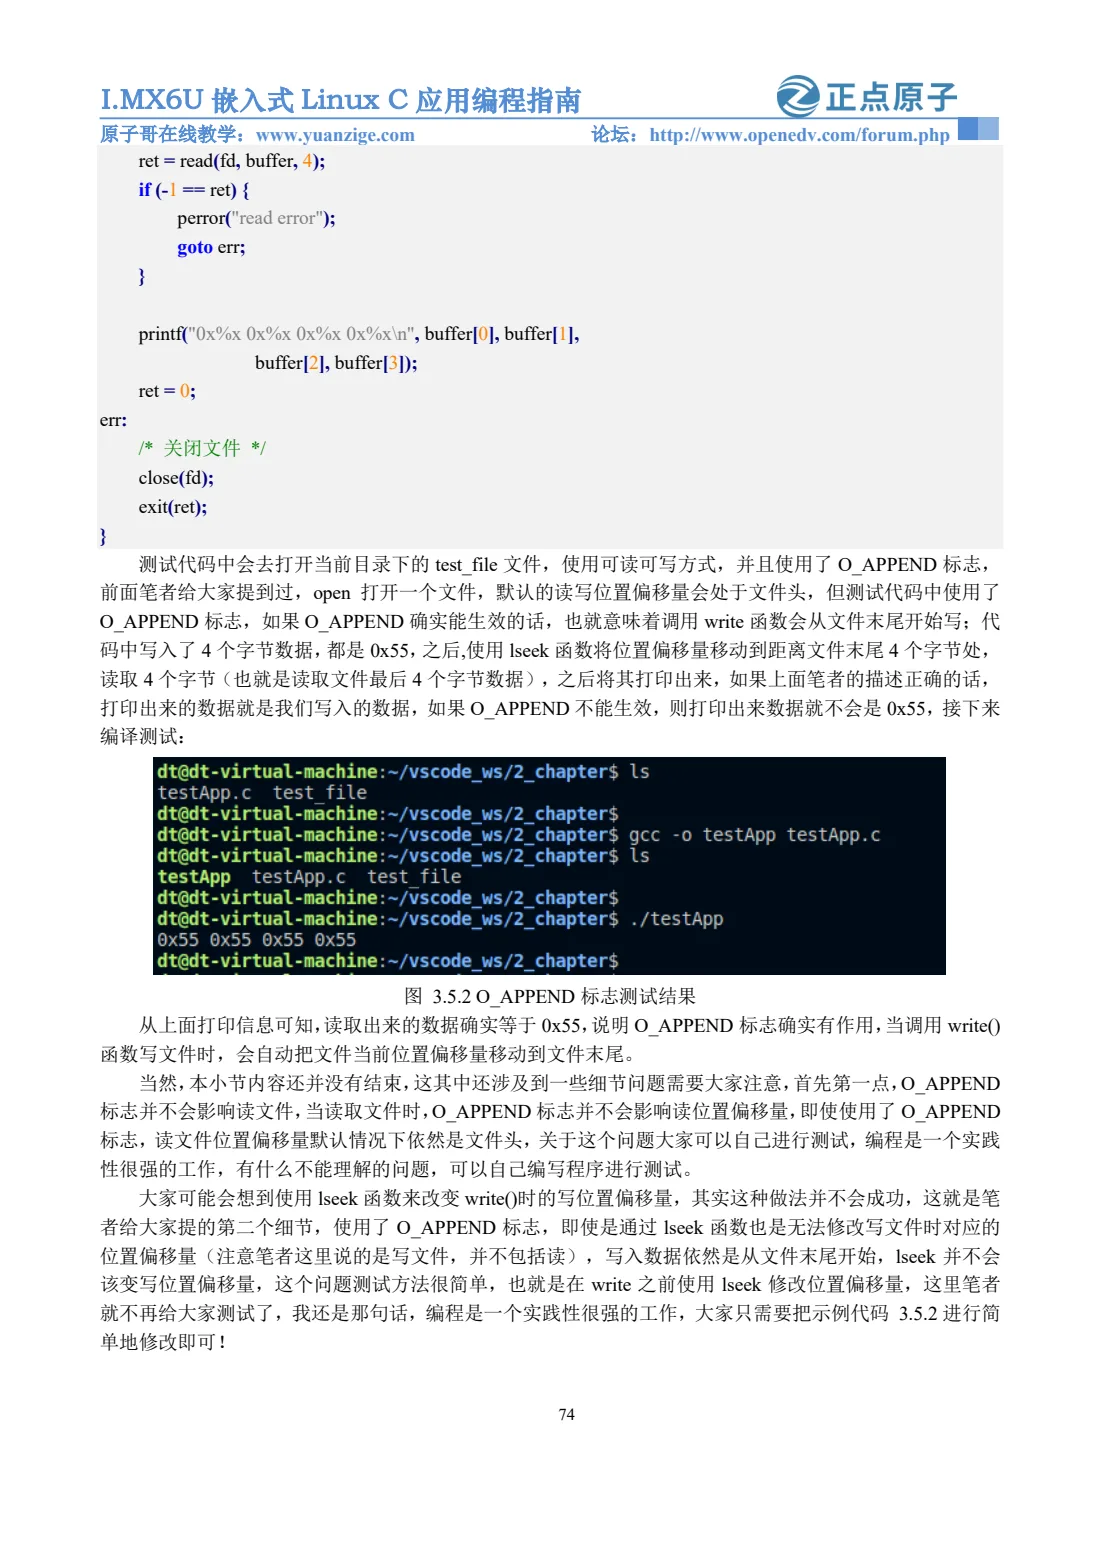 I.MX6U 嵌入式 Linux C 应用编程指南
正点原子
原子哥在线教学：www.yuanzige.com 论坛：http://www.openedv.com/forum.php
ret = read(fd, buffer, 4);
if (-1 == ret) {
perror("read error");
goto err;
}
printf("0x%x 0x%x 0x%x 0x%x\n", buffer[0], buffer[1],
buffer[2], buffer[3]);
ret = 0;
err:
/* 关闭文件 */
close(fd);
exit(ret);
}
测试代码中会去打开当前目录下的 test_file 文件，使用可读可写方式，并且使用了 O_APPEND 标志，
前面笔者给大家提到过，open 打开一个文件，默认的读写位置偏移量会处于文件头，但测试代码中使用了
O_APPEND 标志，如果 O_APPEND 确实能生效的话，也就意味着调用 write 函数会从文件末尾开始写；代
码中写入了 4 个字节数据，都是 0x55，之后,使用 lseek 函数将位置偏移量移动到距离文件末尾 4 个字节处，
读取 4 个字节（也就是读取文件最后 4 个字节数据），之后将其打印出来，如果上面笔者的描述正确的话，
打印出来的数据就是我们写入的数据，如果 O_APPEND 不能生效，则打印出来数据就不会是 0x55，接下来
编译测试：
dt@dt-virtual-machine:~/vscode_ws/2_chapter$ ls
testApp.c test_file
dt@dt-virtual-machine:~/vscode_ws/2_chapter$
dt@dt-virtual-machine:~/vscode_ws/2_chapter$ gcc -o testApp testApp.c
dt@dt-virtual-machine:~/vscode_ws/2_chapter$ ls
testApp testApp.c test_file
dt@dt-virtual-machine:~/vscode_ws/2_chapter$
dt@dt-virtual-machine:~/vscode_ws/2_chapter$ ./testApp
0x55 0x55 0x55 0x55
dt@dt-virtual-machine:~/vscode_ws/2_chapter$
图 3.5.2 O_APPEND 标志测试结果
从上面打印信息可知，读取出来的数据确实等于 0x55，说明 O_APPEND 标志确实有作用，当调用 write()
函数写文件时，会自动把文件当前位置偏移量移动到文件末尾。
当然，本小节内容还并没有结束，这其中还涉及到一些细节问题需要大家注意，首先第一点，O_APPEND
标志并不会影响读文件，当读取文件时，O_APPEND 标志并不会影响读位置偏移量，即使使用了 O_APPEND
标志，读文件位置偏移量默认情况下依然是文件头，关于这个问题大家可以自己进行测试，编程是一个实践
性很强的工作，有什么不能理解的问题，可以自己编写程序进行测试。
大家可能会想到使用 lseek 函数来改变 write()时的写位置偏移量，其实这种做法并不会成功，这就是笔
者给大家提的第二个细节，使用了 O_APPEND 标志，即使是通过 lseek 函数也是无法修改写文件时对应的
位置偏移量（注意笔者这里说的是写文件，并不包括读），写入数据依然是从文件末尾开始，lseek 并不会
该变写位置偏移量，这个问题测试方法很简单，也就是在 write 之前使用 lseek 修改位置偏移量，这里笔者
就不再给大家测试了，我还是那句话，编程是一个实践性很强的工作，大家只需要把示例代码 3.5.2 进行简
单地修改即可！
74